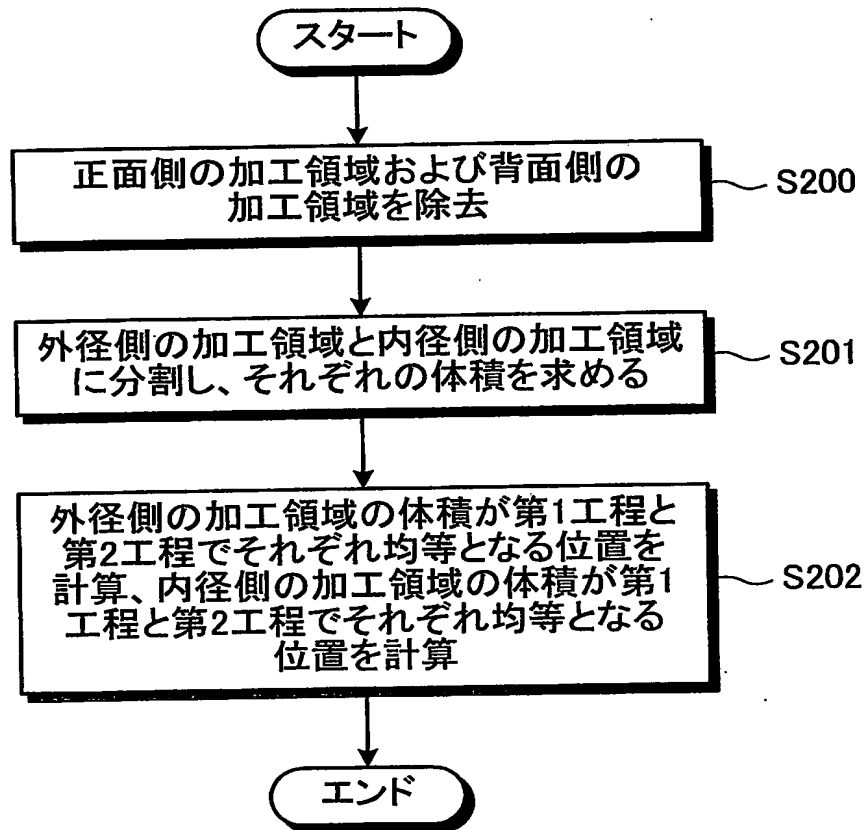 スタート
正面側の加工領域および背面側の
加工領域を除去
S200
外径側の加工領域と内径側の加工領域
に分割し、それぞれの体積を求める
S201
外径側の加工領域の体積が第1工程と
第2工程でそれぞれ均等となる位置を
計算、内径側の加工領域の体積が第1
工程と第2工程でそれぞれ均等となる
位置を計算
S202
エンド